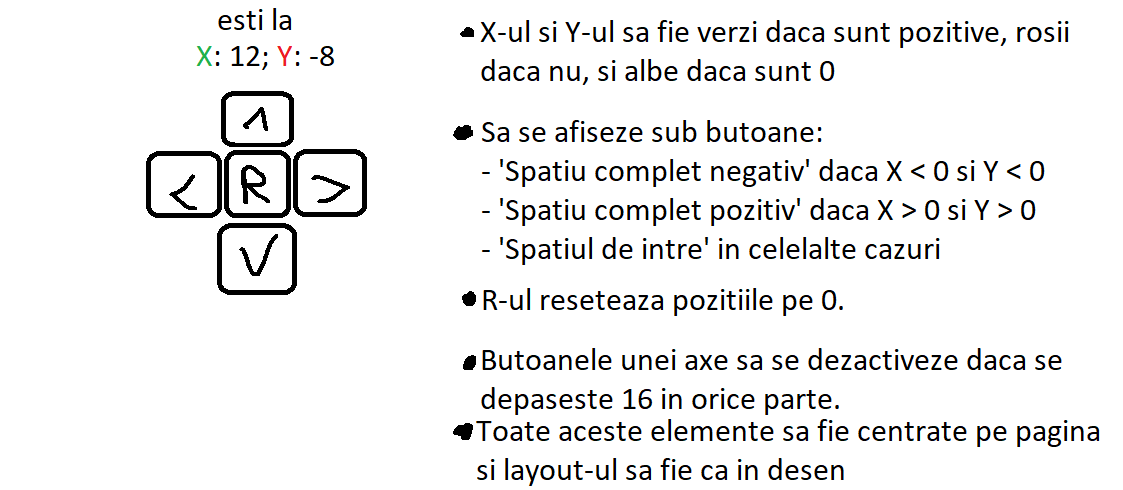 esti la
X: 12; Y: -8
^
< R >
V
X-ul si Y-ul sa fie verzi daca sunt pozitive, rosii
daca nu, si albe daca sunt 0
Sa se afiseze sub butoane:
- 'Spatiu complet negativ' daca X < 0 si Y < 0
- 'Spatiu complet pozitiv' daca X > 0 si Y > 0
- 'Spatiul de intre' in celelalte cazuri
R-ul reseteaza pozitiile pe 0.
Butoanele unei axe sa se dezactiveze daca se
depaseste 16 in orice parte.
Toate aceste elemente sa fie centrate pe pagina
si layout-ul sa fie ca in desen